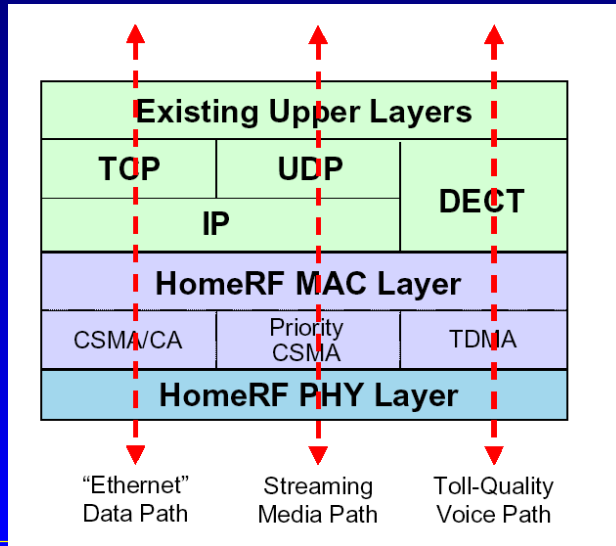 Existing Upper Layers
TCP
UDP
DECT
IP
HomeRF MAC Layer
CSMA/CA
Priority
CSMA
TDMA
HomeRF PHY Layer
“Ethernet”
Data Path
Streaming
Media Path
Toll-Quality
Voice Path